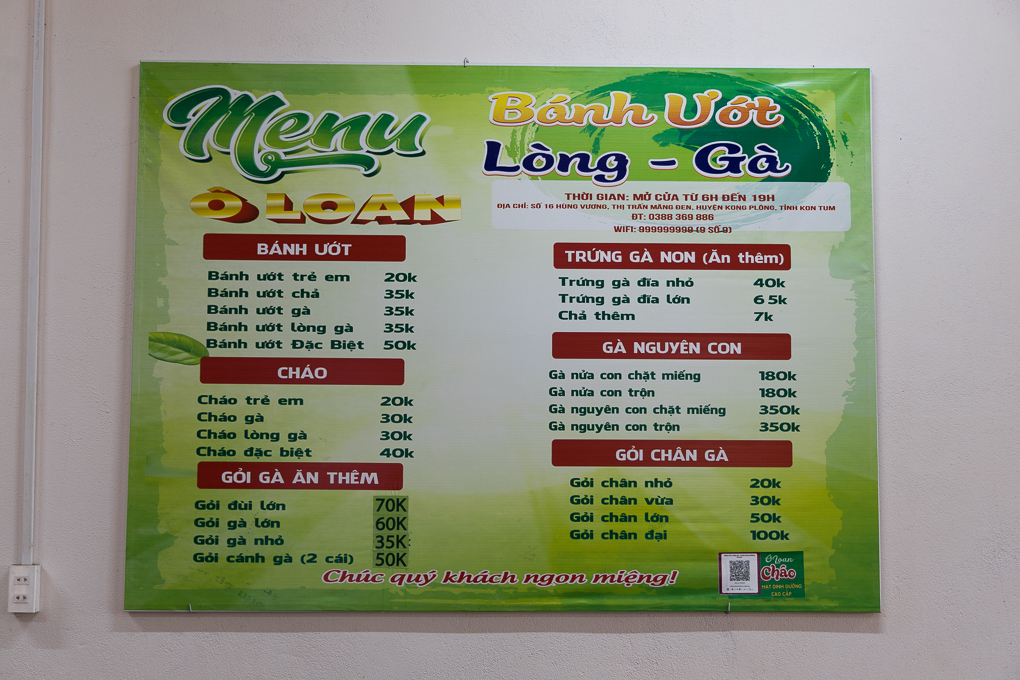 Menu
Ô LOAN
Bánh Ướt
Lòng - Gà
THỜI GIAN: MỞ CỬA TỪ 6H ĐẾN 19H
ĐỊA CHỈ: SỐ 16 HÙNG VƯƠNG, THỊ TRẤN MĂNG ĐEN, HUYỆN KONG PLÔNG, TỈNH KON TUM
ĐT: 0388 369 886
WIFI: 999999999 (9 SỐ 9)
BÁNH ƯỚT
Bánh ướt trẻ em 20k
Bánh ướt chả 35k
Bánh ướt gà 35k
Bánh ướt lòng gà 35k
Bánh ướt Đặc Biệt 50k
CHÁO
Cháo trẻ em 20k
Cháo gà 30k
Cháo lòng gà 30k
Cháo đặc biệt 40k
GỎI GÀ ĂN THÊM
Gỏi đùi lớn 70K
Gỏi gà lớn 60K
Gỏi gà nhỏ 35K
Gỏi cánh gà (2 cái) 50K
TRỨNG GÀ NON (Ăn thêm)
Trứng gà đĩa nhỏ 40k
Trứng gà đĩa lớn 65k
Chả thêm 7k
GÀ NGUYÊN CON
Gà nửa con chặt miếng 180k
Gà nửa con trộn 180k
Gà nguyên con chặt miếng 350k
Gà nguyên con trộn 350k
GỎI CHÂN GÀ
Gỏi chân nhỏ 20k
Gỏi chân vừa 30k
Gỏi chân lớn 50k
Gỏi chân đại 100k
Chúc quý khách ngon miệng!
Ô Loan
Cháo
HẠT DINH DƯỠNG
CAO CẤP